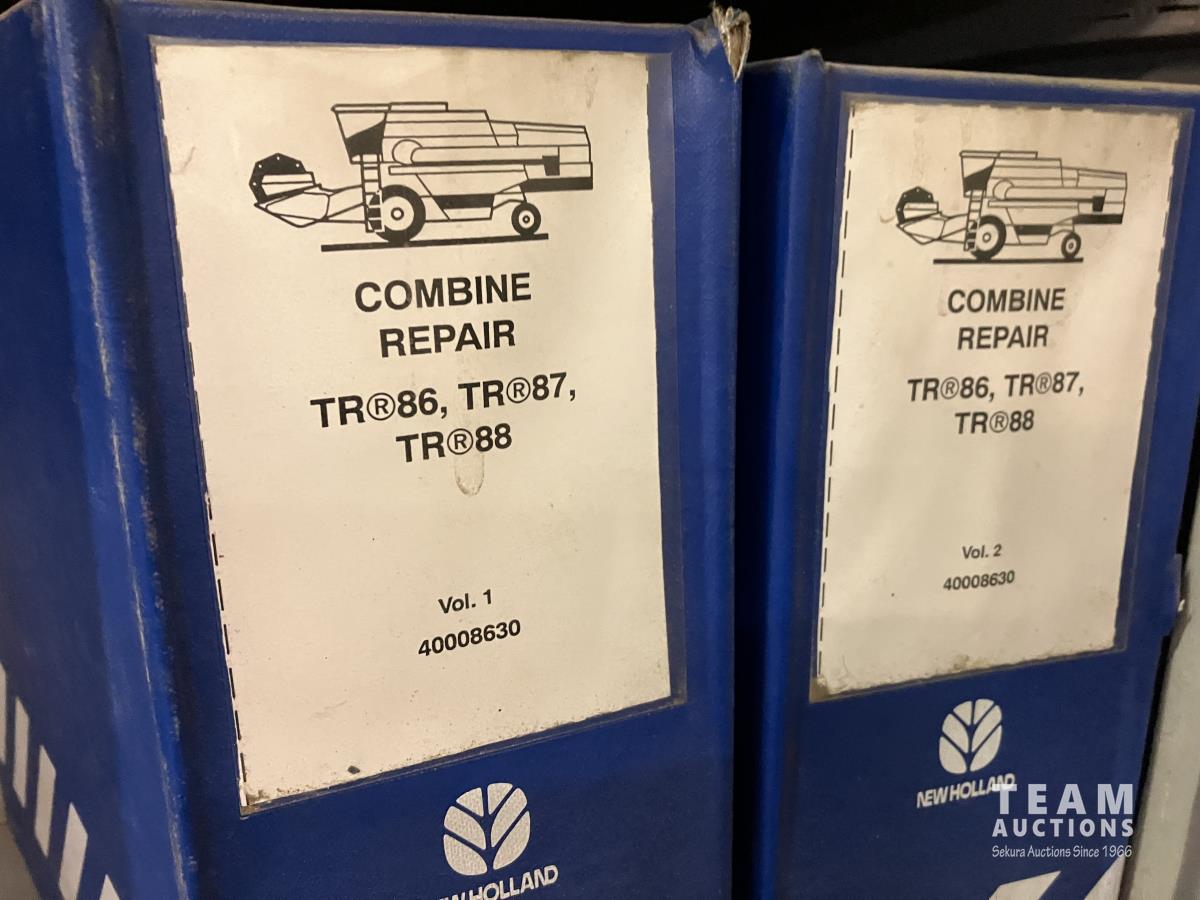 COMBINE
REPAIR
TR®86, TR®87,
TR®88
Vol. 1
40008630
NEW HOLLAND
COMBINE
REPAIR
TR®86, TR®87,
TR®88
Vol. 2
40008630
NEW HOLLAND
TEAM
AUCTIONS
Sekura Auctions Since 1966